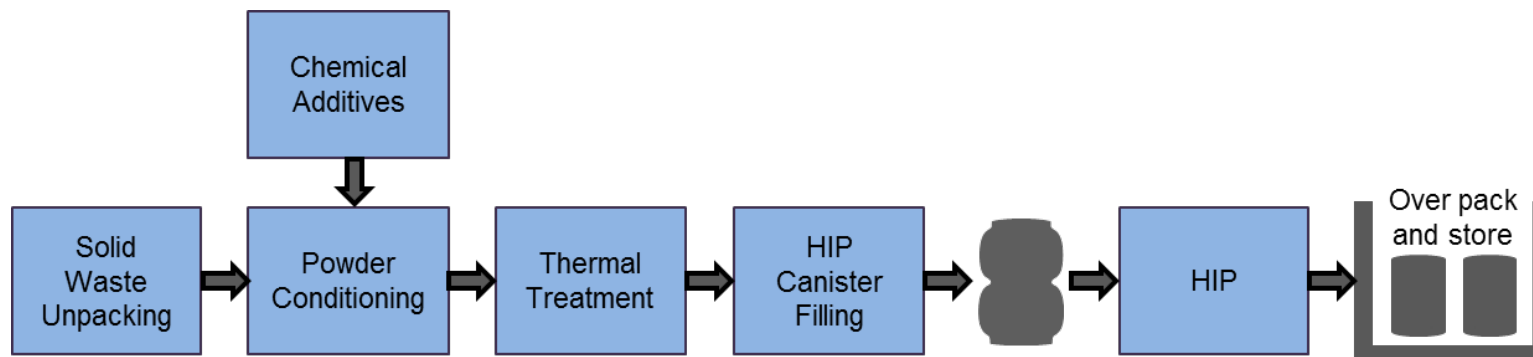 Chemical
Additives
Solid
Waste
Unpacking
Powder
Conditioning
Thermal
Treatment
HIP
Canister
Filling
HIP
Over pack
and store